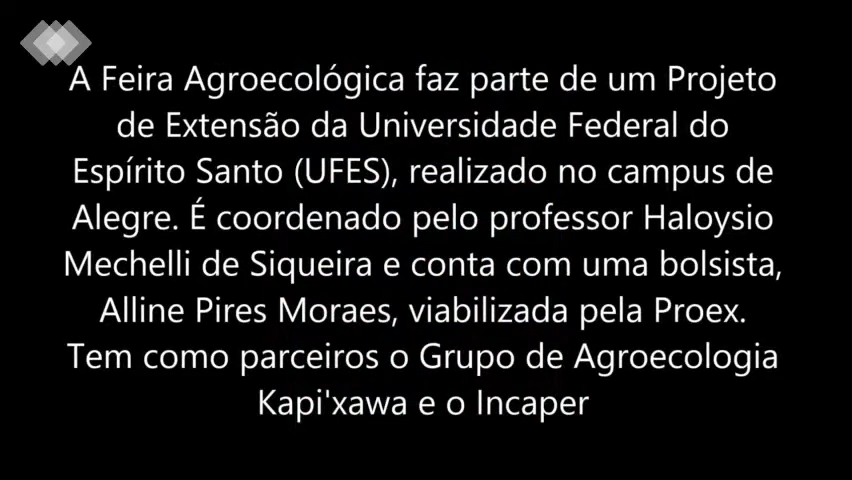 A Feira Agroecológica faz parte de um Projeto
de Extensão da Universidade Federal do
Espírito Santo (UFES), realizado no campus de
Alegre. É coordenado pelo professor Haloysio
Mechelli de Siqueira e conta com uma bolsista,
Alline Pires Moraes, viabilizada pela Proex.
Tem como parceiros o Grupo de Agroecologia
Kapi'xawa e o Incaper